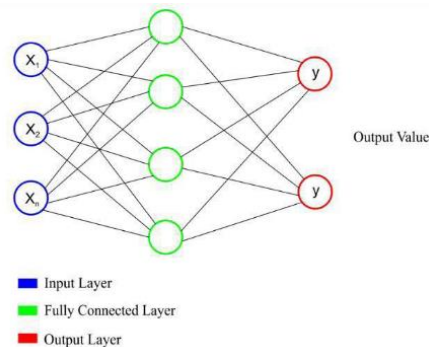 X1
X2
Xn
y
y
Output Value
Input Layer
Fully Connected Layer
Output Layer